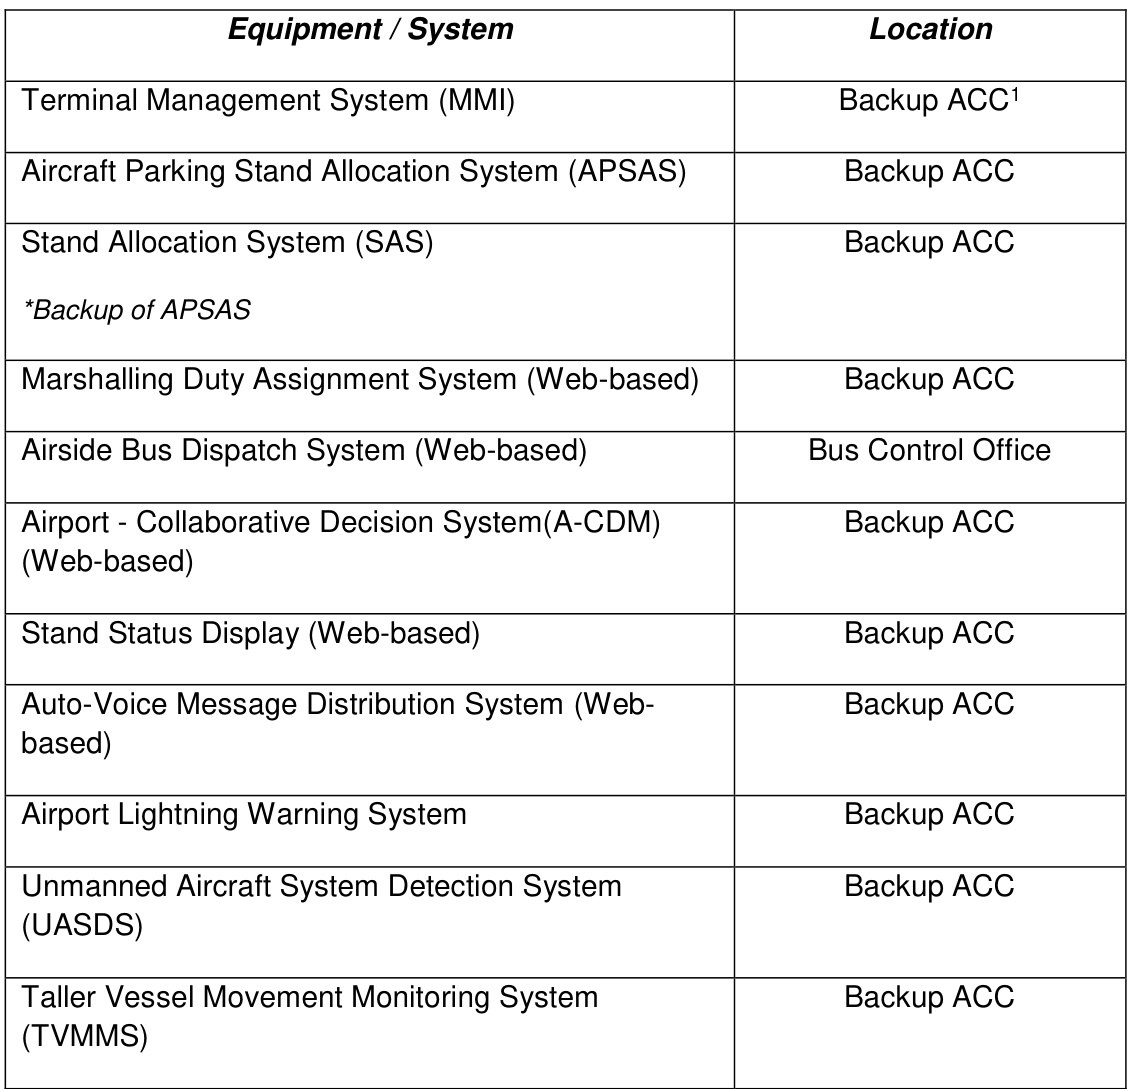 Equipment / System Location
Terminal Management System (MMI) Backup ACC¹
Aircraft Parking Stand Allocation System (APSAS) Backup ACC
Stand Allocation System (SAS) Backup ACC
*Backup of APSAS
Marshalling Duty Assignment System (Web-based) Backup ACC
Airside Bus Dispatch System (Web-based) Bus Control Office
Airport - Collaborative Decision System(A-CDM) Backup ACC
(Web-based)
Stand Status Display (Web-based) Backup ACC
Auto-Voice Message Distribution System (Web- Backup ACC
based)
Airport Lightning Warning System Backup ACC
Unmanned Aircraft System Detection System Backup ACC
(UASDS)
Taller Vessel Movement Monitoring System Backup ACC
(TVMMS)